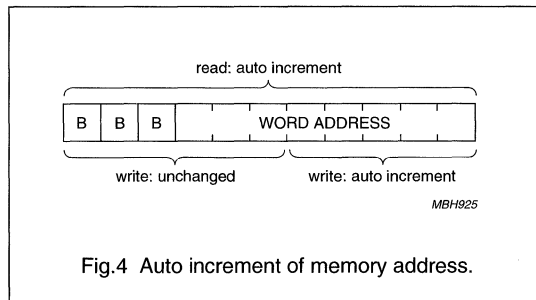 read: auto increment
B B B WORD ADDRESS
write: unchanged write: auto increment
MBH925
Fig.4 Auto increment of memory address.